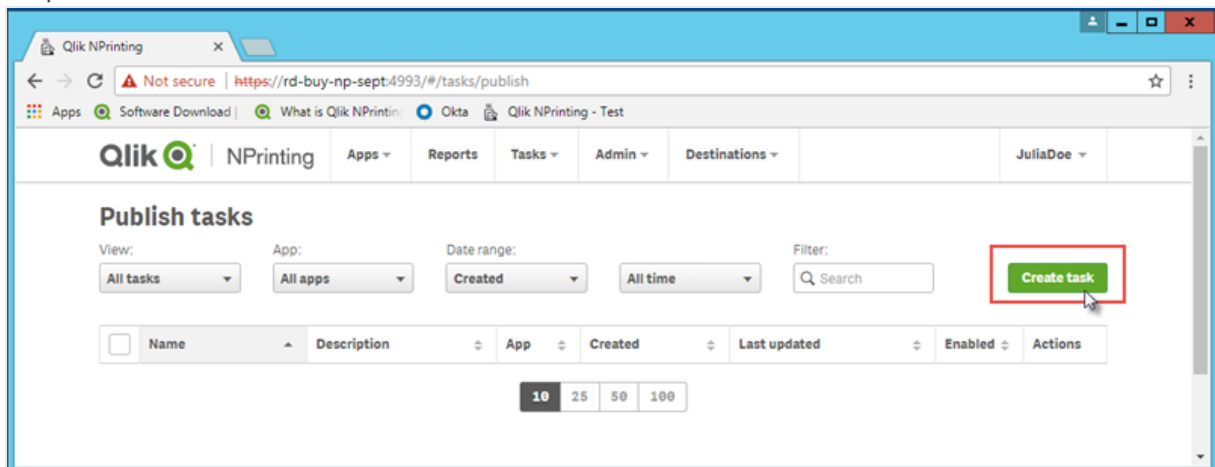 Qlik NPrinting
Not secure | https://rd-buy-np-sept:4993/#/tasks/publish
Apps Software Download | What is Qlik NPrinting Okta Qlik NPrinting - Test
Qlik NPrinting Apps Reports Tasks Admin Destinations JuliaDoe
Publish tasks
View: App: Date range: Filter:
All tasks All apps Created All time Search Create task
Name Description App Created Last updated Enabled Actions
10 25 50 100